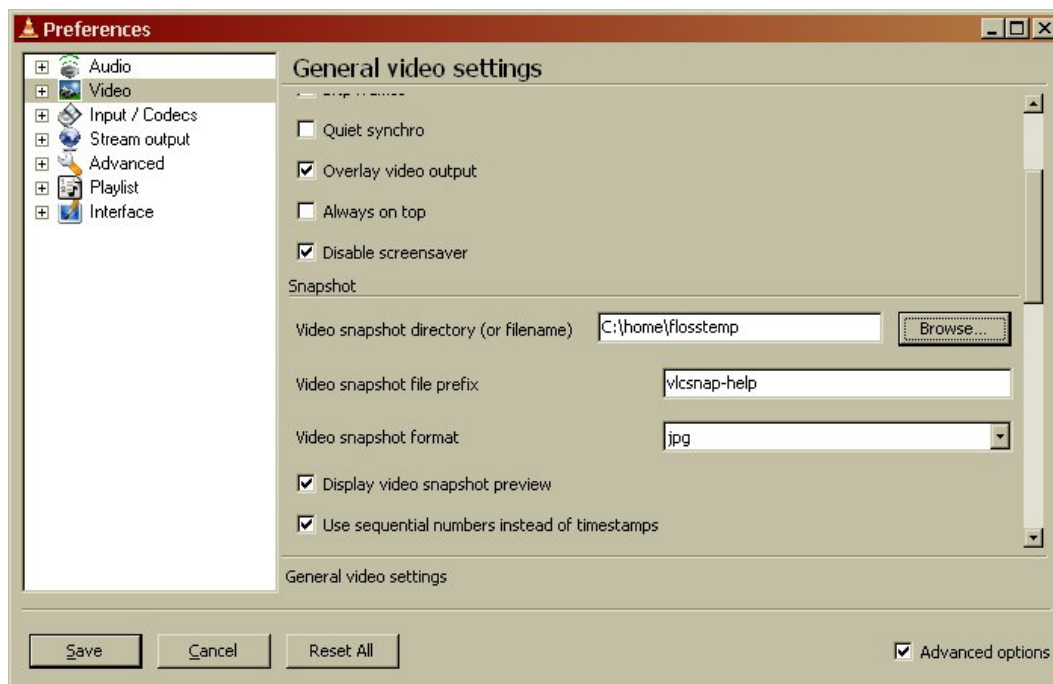 Preferences
Audio
Video
Input / Codecs
Stream output
Advanced
Playlist
Interface
General video settings
Quiet synchro
Overlay video output
Always on top
Disable screensaver
Snapshot
Video snapshot directory (or filename) C:\home\flosstemp Browse...
Video snapshot file prefix vlcsnap-help
Video snapshot format jpg
Display video snapshot preview
Use sequential numbers instead of timestamps
General video settings
Save Cancel Reset All Advanced options